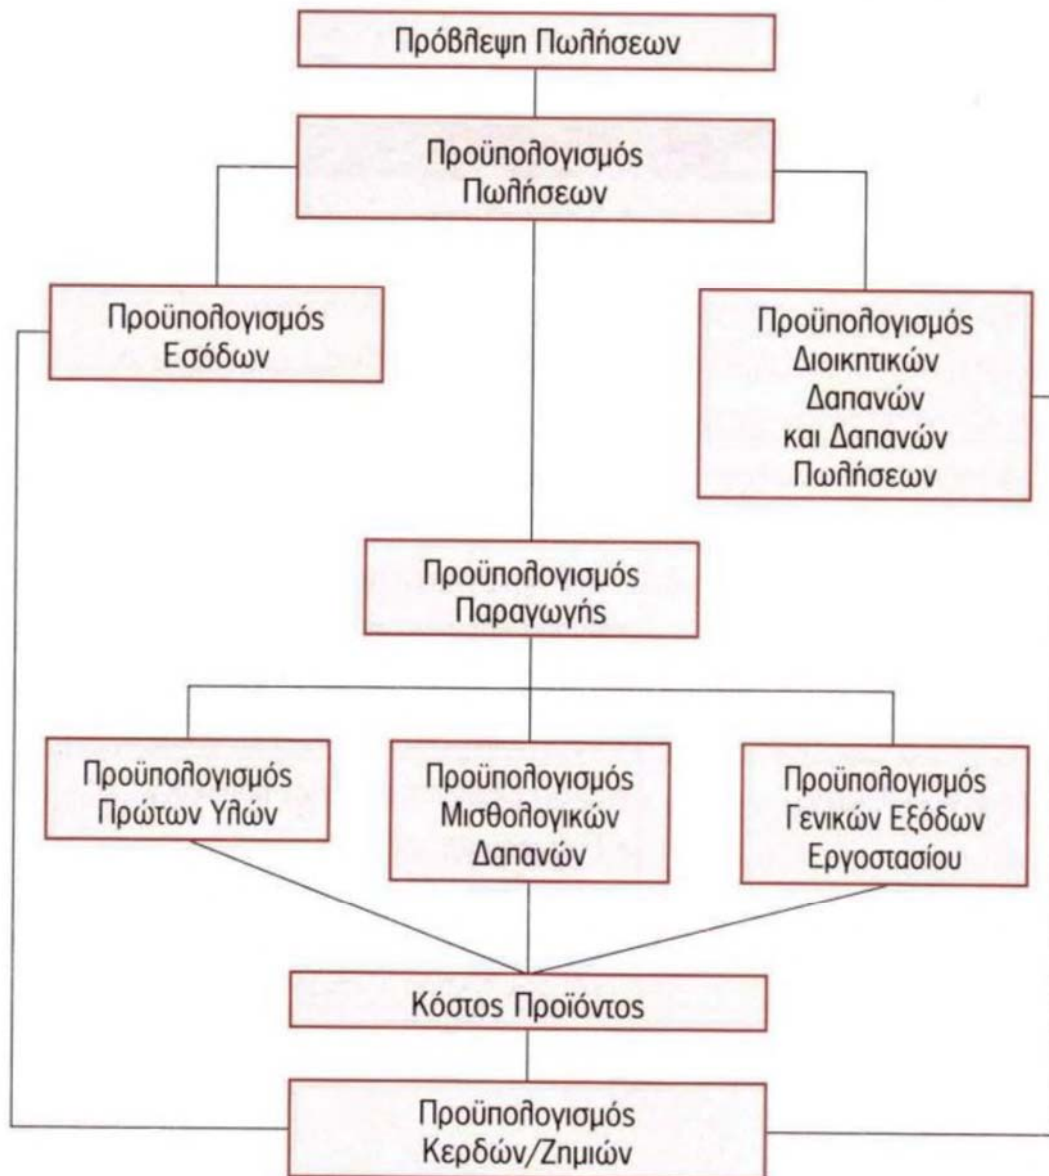 Πρόβλεψη Πωλήσεων
Προϋπολογισμός
Πωλήσεων
Προϋπολογισμός
Εσόδων
Προϋπολογισμός
Διοικητικών
Δαπανών
και Δαπανών
Πωλήσεων
Προϋπολογισμός
Παραγωγής
Προϋπολογισμός
Πρώτων Υλών
Προϋπολογισμός
Μισθολογικών
Δαπανών
Προϋπολογισμός
Γενικών Εξόδων
Εργοστασίου
Κόστος Προϊόντος
Προϋπολογισμός
Κερδών/Ζημιών